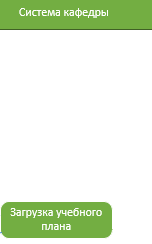 Система кафедры
Загрузка учебного
плана